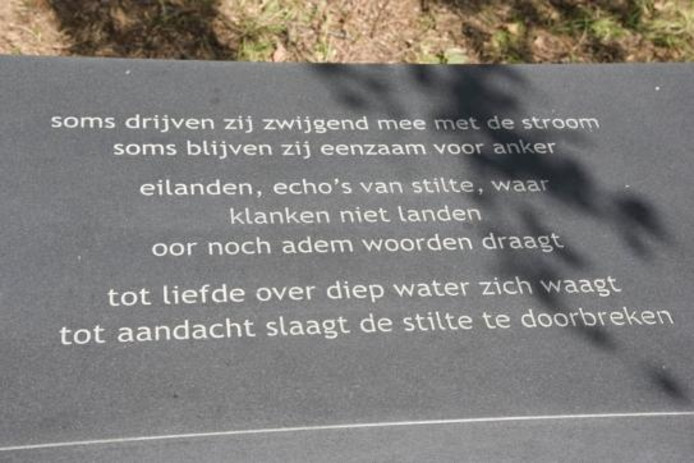 soms drijven zij zwijgend mee met de stroom
soms blijven zij eenzaam voor anker
eilanden, echo's van stilte, waar
klanken niet landen
oor noch adem woorden draagt
tot liefde over diep water zich waagt
tot aandacht slaagt de stilte te doorbreken